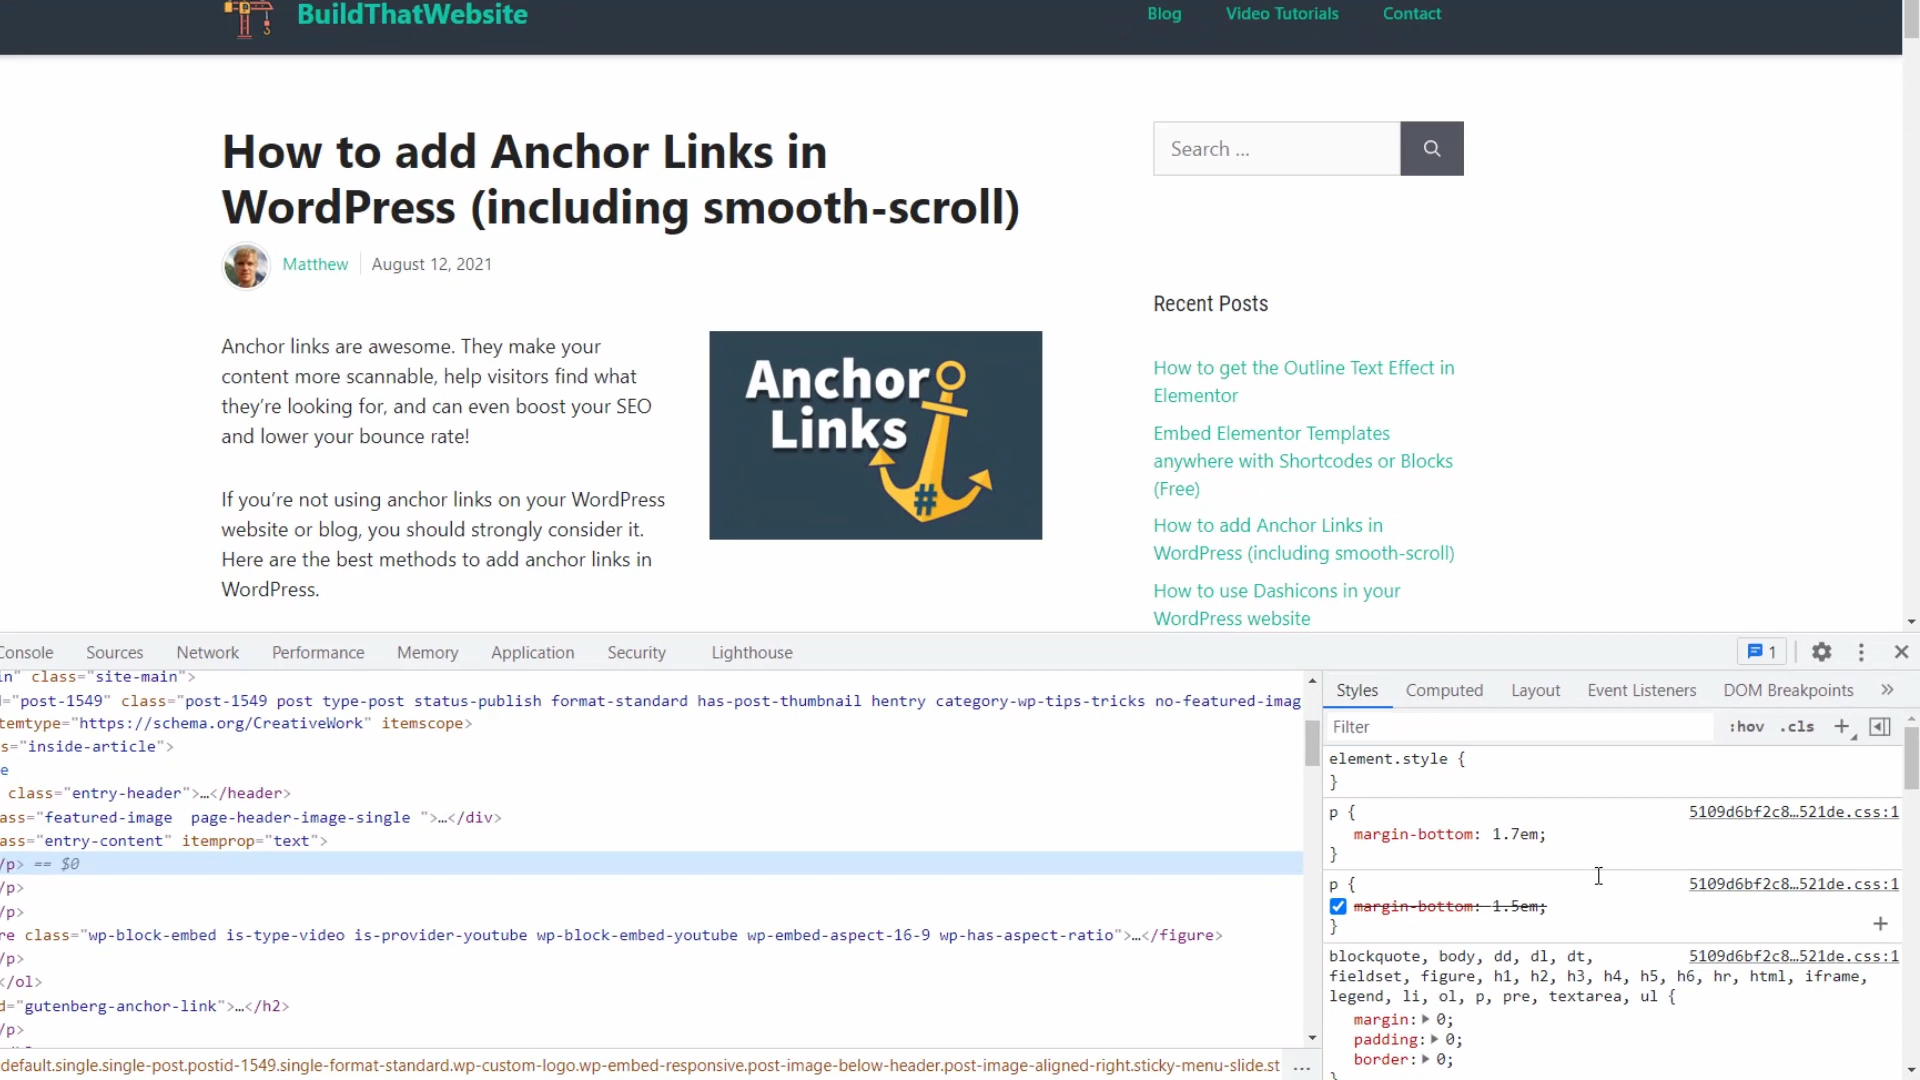 BuildThatWebsite
Blog
Video Tutorials
Contact
How to add Anchor Links in
WordPress (including smooth-scroll)
Matthew
August 12, 2021
Anchor links are awesome. They make your
content more scannable, help visitors find what
they’re looking for, and can even boost your SEO
and lower your bounce rate!
If you’re not using anchor links on your WordPress
website or blog, you should strongly consider it.
Here are the best methods to add anchor links in
WordPress.
Anchor
Links
#
Search ...
Recent Posts
How to get the Outline Text Effect in
Elementor
Embed Elementor Templates
anywhere with Shortcodes or Blocks
(Free)
How to add Anchor Links in
WordPress (including smooth-scroll)
How to use Dashicons in your
WordPress website
Console
Sources
Network
Performance
Memory
Application
Security
Lighthouse
1
in" class="site-main">
="post-1549" class="post-1549 post type-post status-publish format-standard has-post-thumbnail hentry category-wp-tips-tricks no-featured-imag
temtype="https://schema.org/CreativeWork" itemscope>
s="inside-article">
e
class="entry-header">…</header>
ass="featured-image  page-header-image-single ">…</div>
ass="entry-content" itemprop="text">
/p> == $0
/p>
/p>
re class="wp-block-embed is-type-video is-provider-youtube wp-block-embed-youtube wp-embed-aspect-16-9 wp-has-aspect-ratio">…</figure>
/p>
</ol>
d="gutenberg-anchor-link">…</h2>
/p>
default.single.single-post.postid-1549.single-format-standard.wp-custom-logo.wp-embed-responsive.post-image-below-header.post-image-aligned-right.sticky-menu-slide.st
...
Styles
Computed
Layout
Event Listeners
DOM Breakpoints
»
Filter
:hov
.cls
+
element.style {
}
p {
5109d6bf2c8…521de.css:1
margin-bottom: 1.7em;
}
p {
5109d6bf2c8…521de.css:1
margin-bottom: 1.5em;
}
+
blockquote, body, dd, dl, dt,
5109d6bf2c8…521de.css:1
fieldset, figure, h1, h2, h3, h4, h5, h6, hr, html, iframe,
legend, li, ol, p, pre, textarea, ul {
margin: 0;
padding: 0;
border: 0;